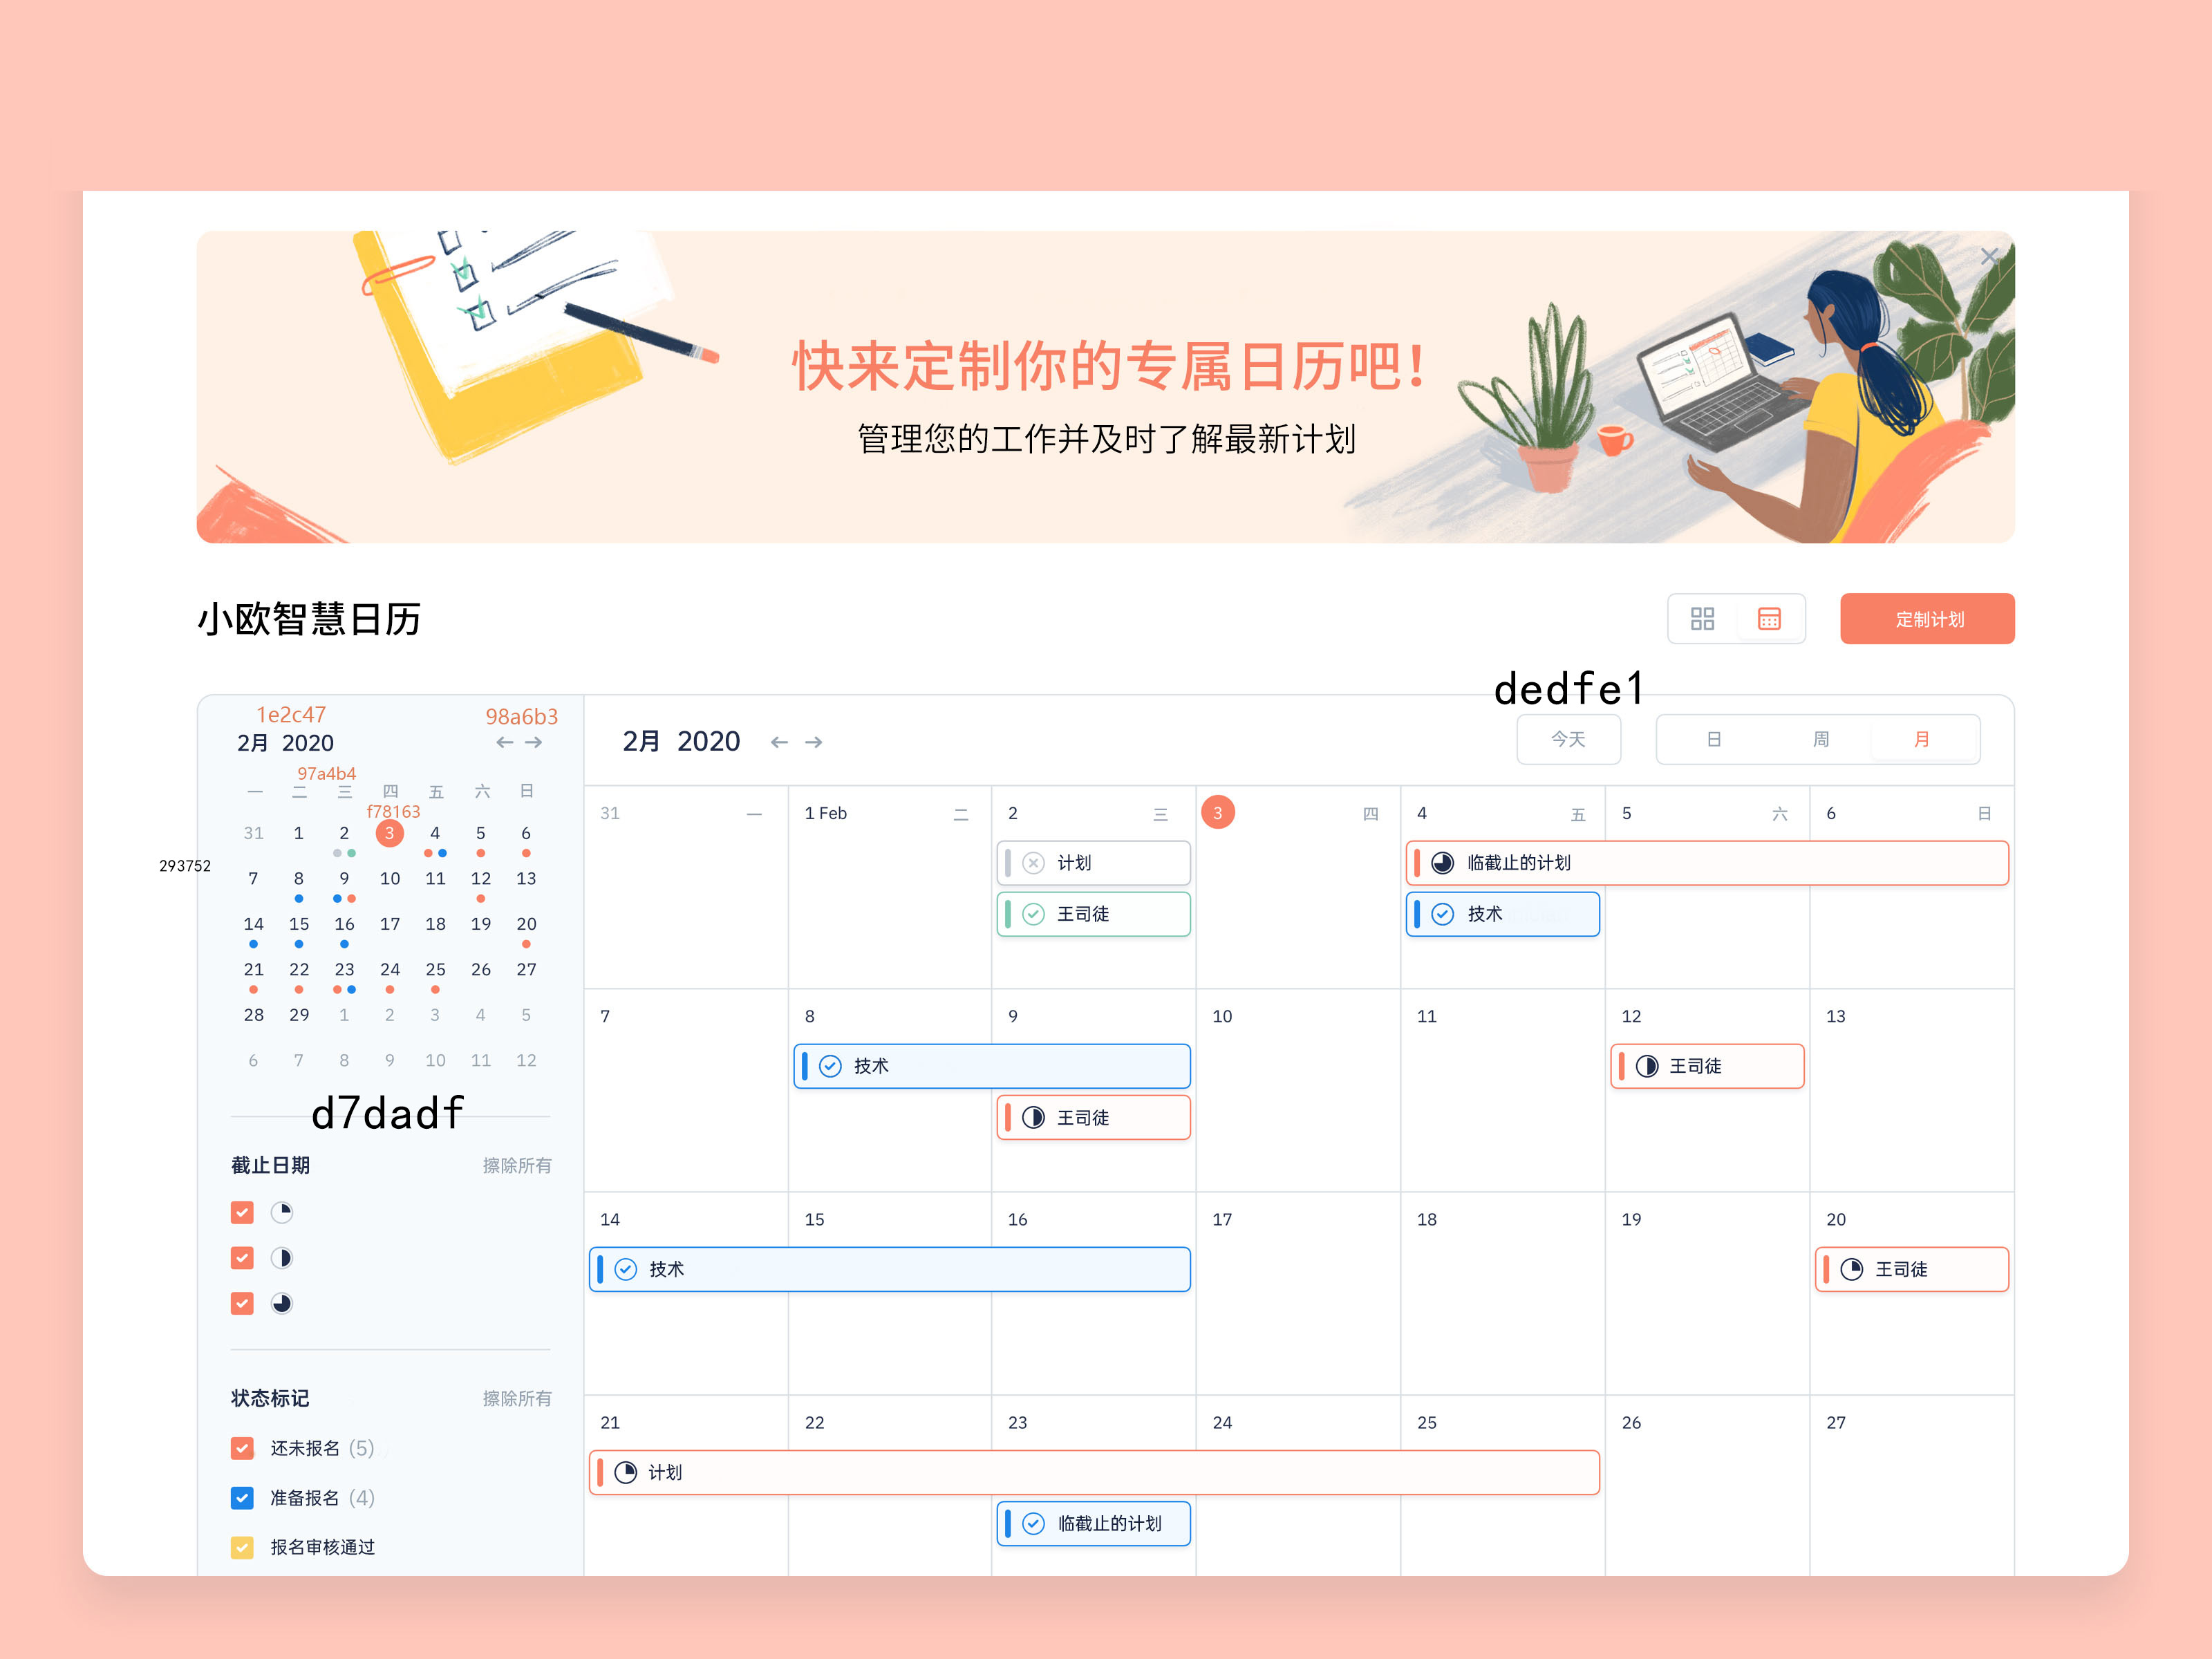 快来定制你的专属日历吧!
管理您的工作并及时了解最新计划
小欧智慧日历
定制计划
dedfe1
1e2c47 98a6b3
2月 2020
97a4b4
一 二 三 四 五 六 日
f78163
31 1 2 3 4 5 6
293752
7 8 9 10 11 12 13
14 15 16 17 18 19 20
21 22 23 24 25 26 27
28 29 1 2 3 4 5
6 7 8 9 10 11 12
d7dadf
截止日期 擦除所有
状态标记 擦除所有
还未报名 (5)
准备报名 (4)
报名审核通过
2月 2020 今天 日 周 月
31 一 1 Feb 二 2 三 3 四 4 五 5 六 6 日
计划 临截止的计划
王司徒 技术
7 8 9 10 11 12 13
技术 王司徒
王司徒
14 15 16 17 18 19 20
技术 王司徒
21 22 23 24 25 26 27
计划
临截止的计划